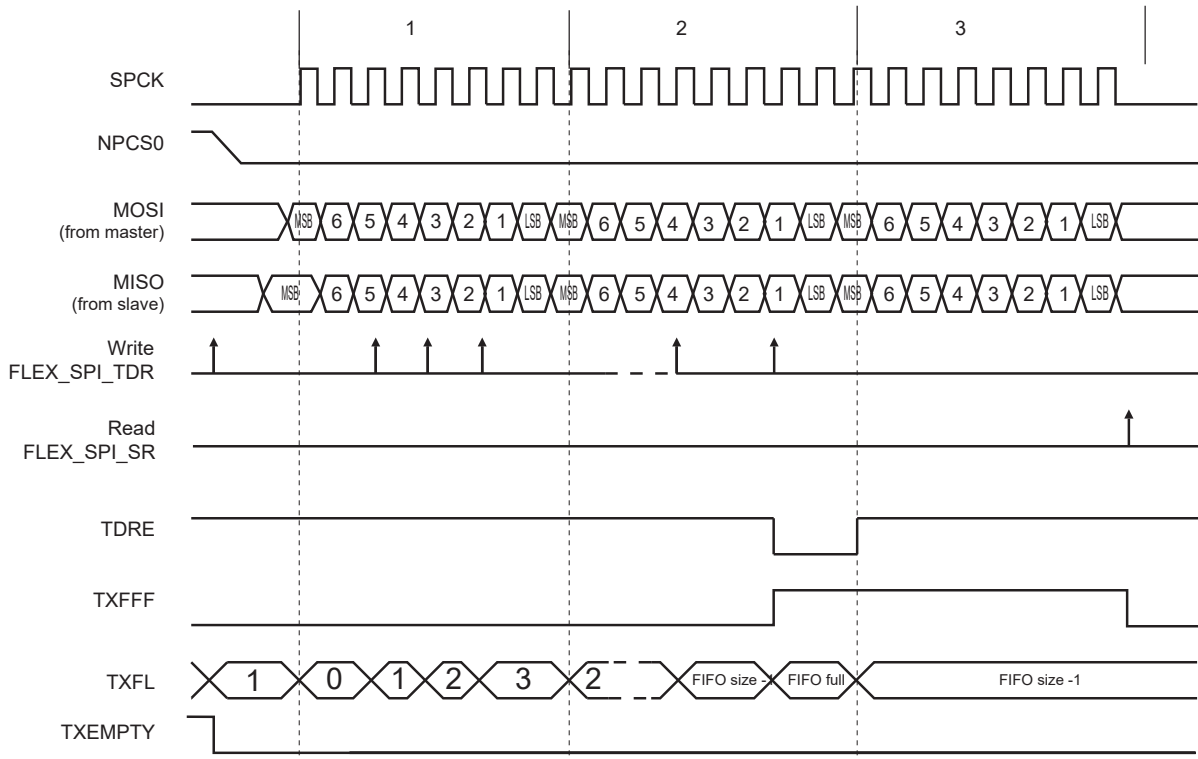 1 2 3
SPCK
NPCS0
MOSI
(from master)
MSB 6 5 4 3 2 1 LSB MSB 6 5 4 3 2 1 LSB MSB 6 5 4 3 2 1 LSB
MISO
(from slave)
MSB 6 5 4 3 2 1 LSB MSB 6 5 4 3 2 1 LSB MSB 6 5 4 3 2 1 LSB
Write
FLEX_SPI_TDR
Read
FLEX_SPI_SR
TDRE
TXFFF
TXFL 1 0 1 2 3 2 FIFO size -1 FIFO full FIFO size -1
TXEMPTY